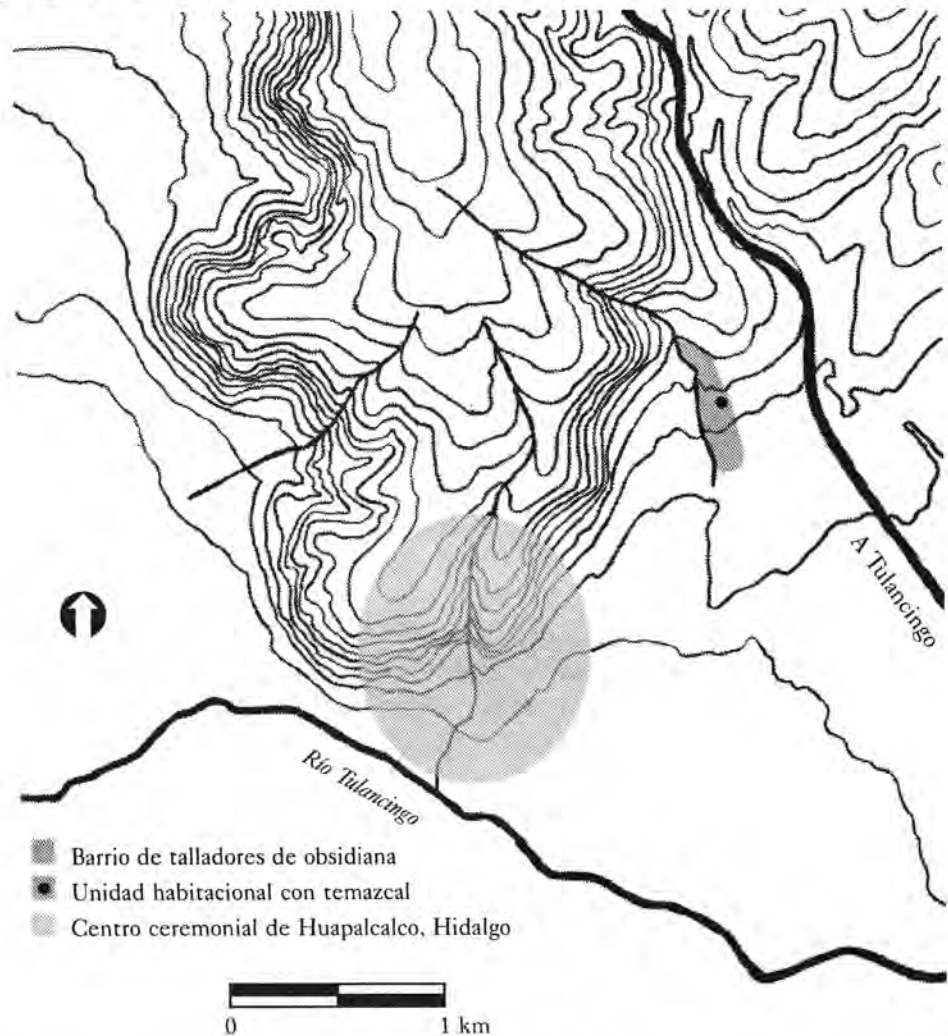 A Tulancingo
Río Tulancingo
Barrio de talladores de obsidiana
Unidad habitacional con temazcal
Centro ceremonial de Huapalcalco, Hidalgo
0 1 km